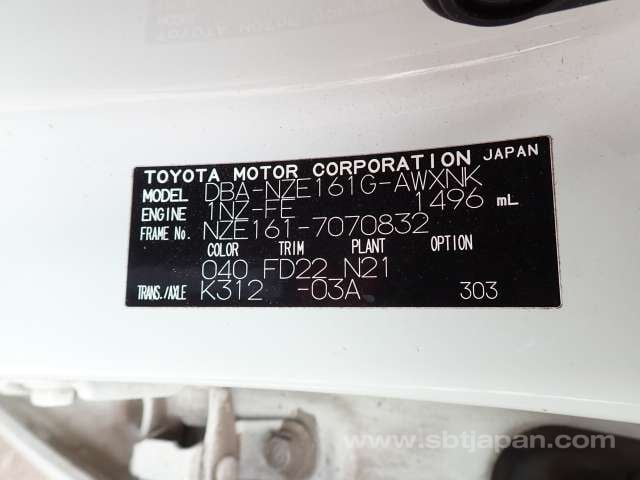 TOYOTA MOTOR CORPORATION JAPAN
MODEL DBA-NZE161G-AWXNK
ENGINE 1NZ-FE 1496 mL
FRAME No. NZE161-7070832
COLOR TRIM PLANT OPTION
040 FD22 N21
TRANS./AXLE K312 -03A 303
www.sbtjapan.com